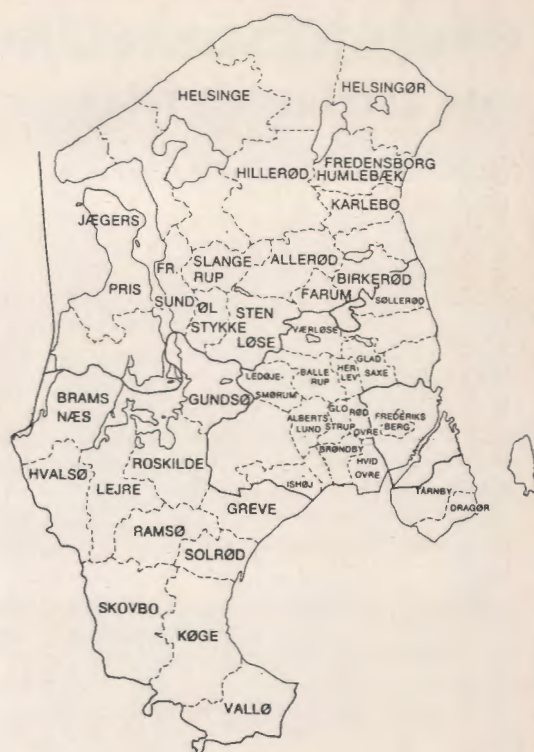 HELSINGE
HELSINGØR
FREDENSBORG
HUMLEBÆK
HILLERØD
KARLEBO
JÆGERS
PRIS
FR.
SUND
SLANGE
RUP
ALLERØD
BIRKERØD
FARUM
SØLLERØD
ØL
STYKKE
STEN
LØSE
VÆRLØSE
GLAD
SAXE
LEDØJE-
SMØRUM
BALLE
RUP
HER
LEV
BRAMS
NÆS
GUNDSØ
ALBERTS
LUND
GLO
STRUP
RØD
OVRE
FREDERIKS
BERG
BRØNDBY
HVID
OVRE
HVALSØ
LEJRE
ROSKILDE
ISHØJ
GREVE
TÅRNBY
DRAGØR
RAMSØ
SOLRØD
SKOVBO
KØGE
VALLØ